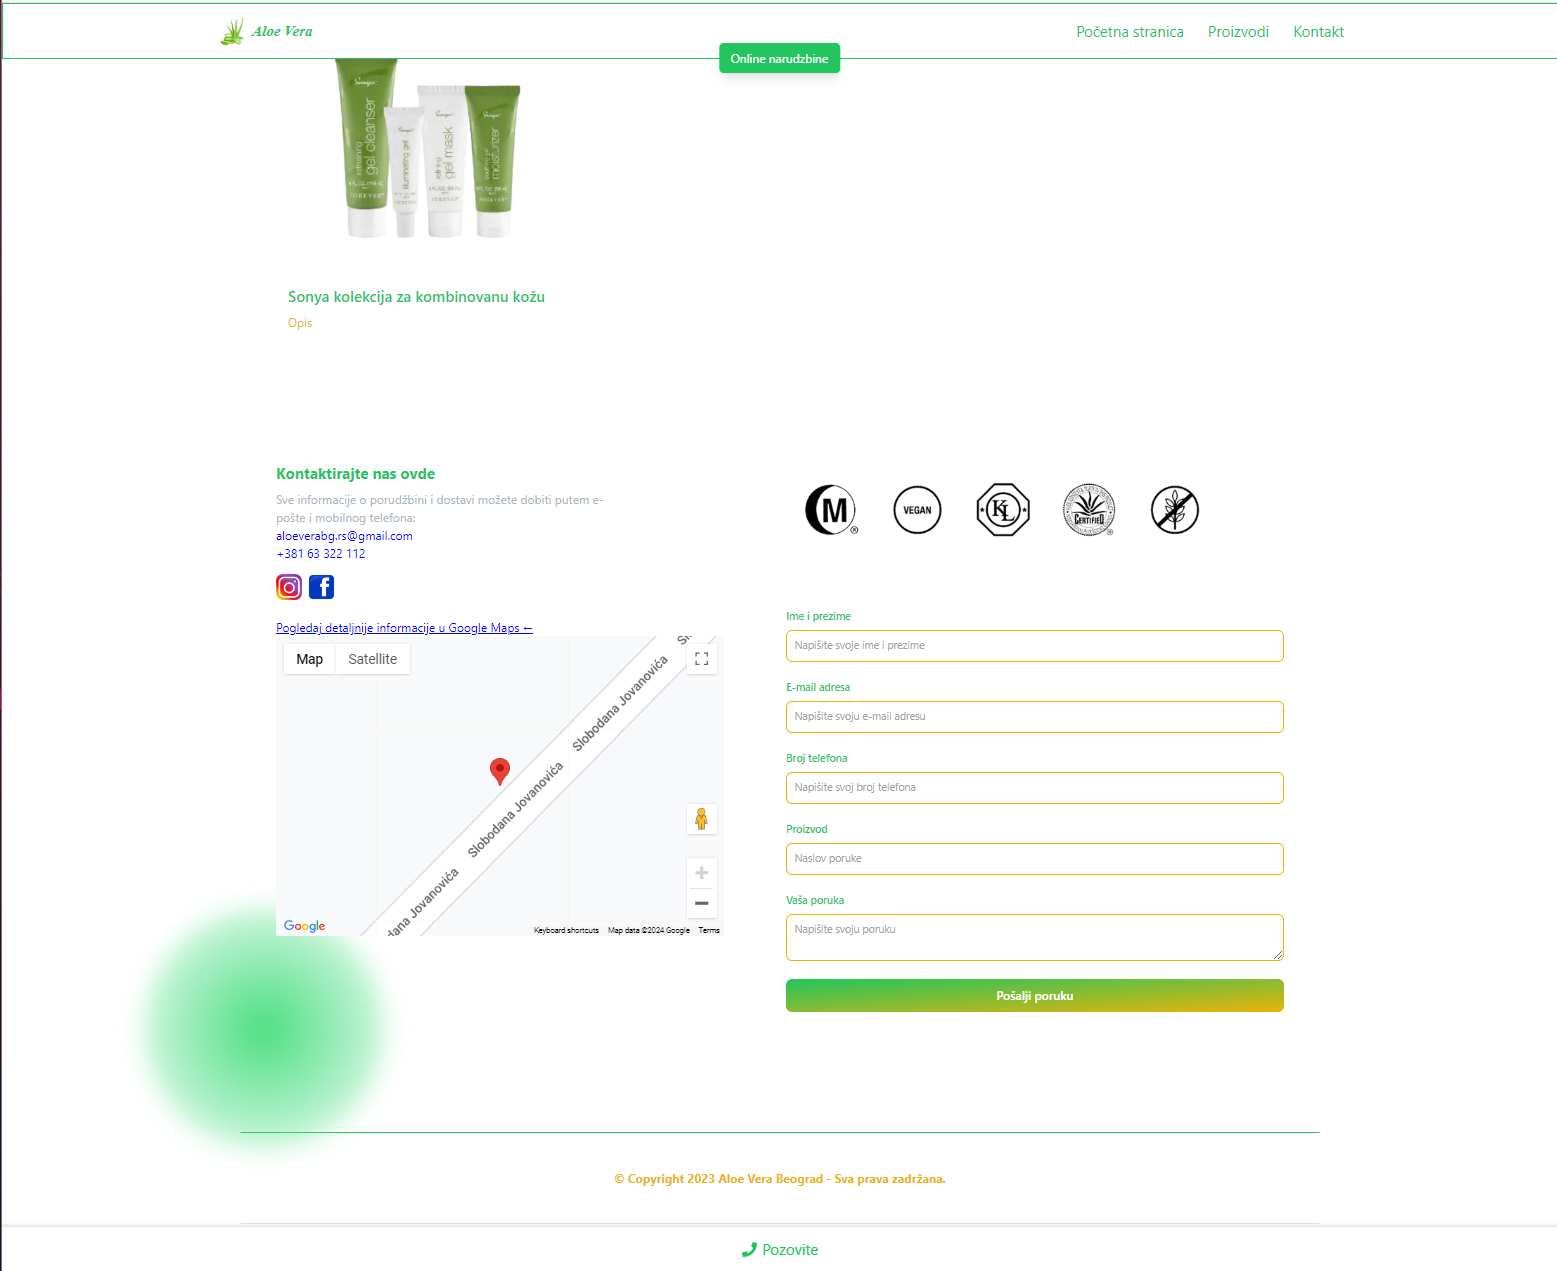 Aloe Vera
Početna stranica
Proizvodi
Kontakt
Online narudzbine
refreshing
gel cleanser
FOREVER
illuminating gel
refining
gel mask
FOREVER
soothing gel
moisturizer
FOREVER
Sonya kolekcija za kombinovanu kožu
Opis
Kontaktirajte nas ovde
Sve informacije o porudžbini i dostavi možete dobiti putem e-
pošte i mobilnog telefona:
aloeverabg.rs@gmail.com
+381 63 322 112
Pogledaj detaljnije informacije u Google Maps ←
Map
Satellite
Slobodana Jovanovića
Slobodana Jovanovića
dana Jovanovića
Google
Keyboard shortcuts
Map data ©2024 Google
Terms
M
®
VEGAN
KL
CERTIFIED
®
Ime i prezime
Napišite svoje ime i prezime
E-mail adresa
Napišite svoju e-mail adresu
Broj telefona
Napišite svoj broj telefona
Proizvod
Naslov poruke
Vaša poruka
Napišite svoju poruku
Pošalji poruku
© Copyright 2023 Aloe Vera Beograd - Sva prava zadržana.
Pozovite